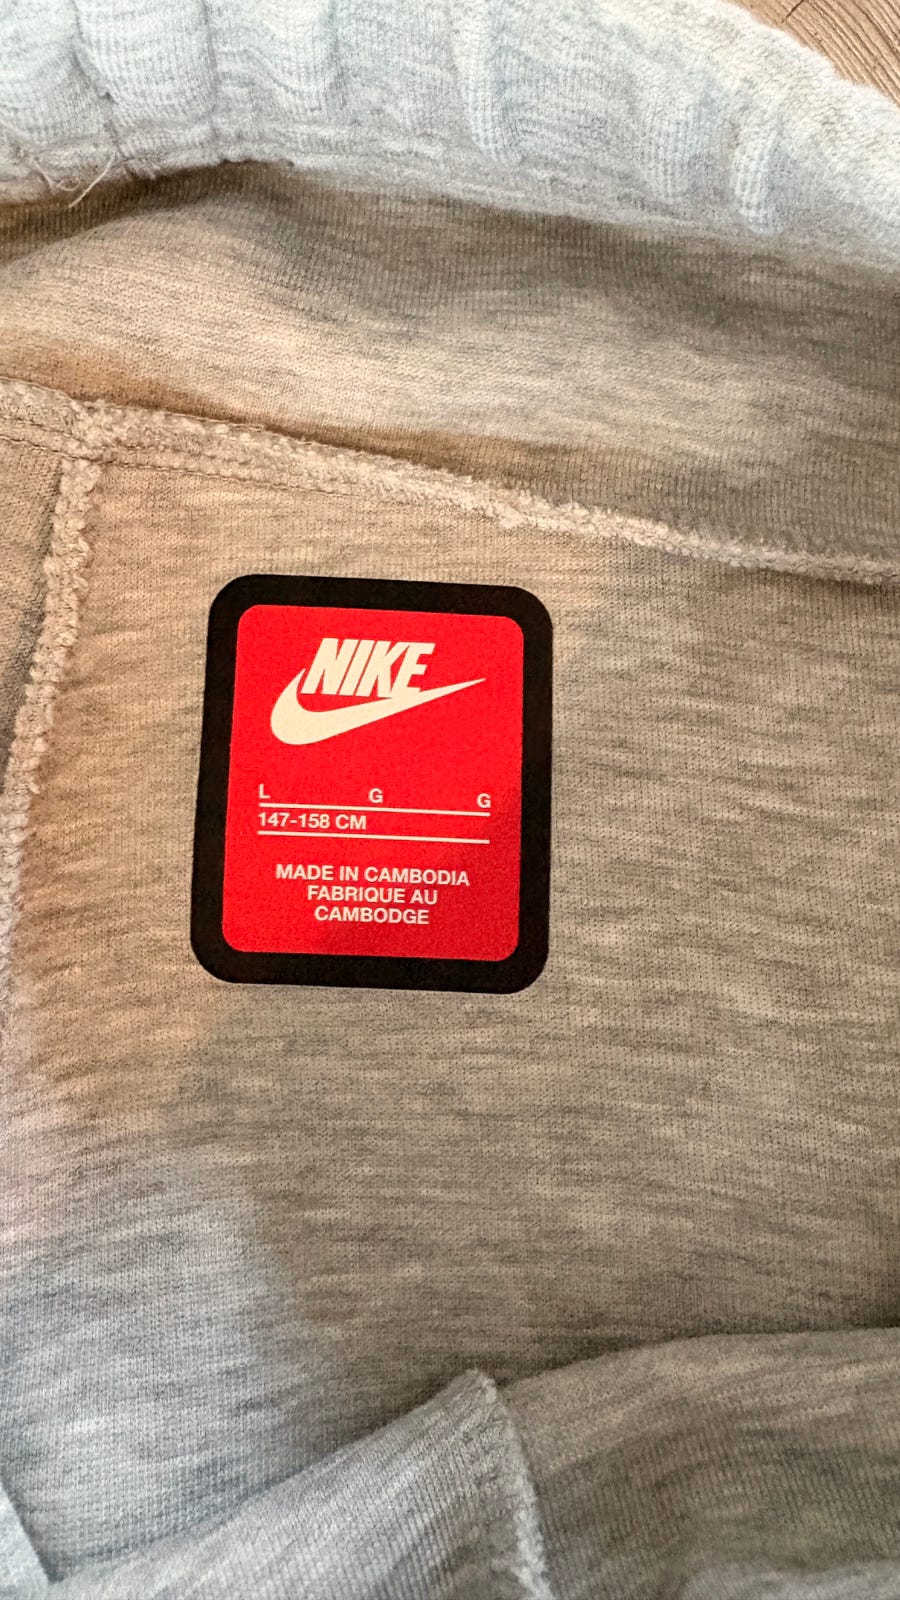 NIKE
L G G
147-158 CM
MADE IN CAMBODIA
FABRIQUE AU
CAMBODGE